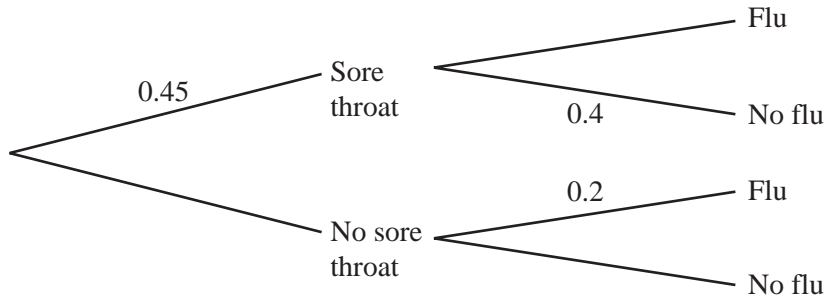 Flu
0.45
Sore
throat
0.4
No flu
0.2
Flu
No sore
throat
No flu